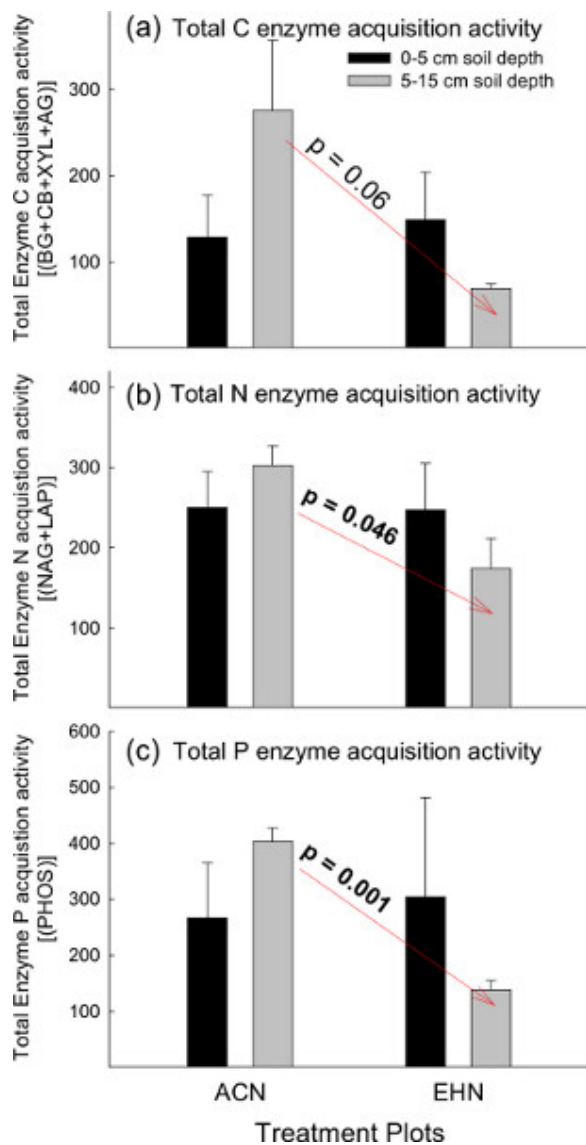 (a) Total C enzyme acquisition activity
0-5 cm soil depth
5-15 cm soil depth
Total Enzyme C acquistion activity
[(BG+CB+XYL+AG)]
300
200
100
p = 0.06
(b) Total N enzyme acquisition activity
Total Enzyme N acquistion activity
[(NAG+LAP)]
400
300
200
100
p = 0.046
(c) Total P enzyme acquisition activity
Total Enzyme P acquistion activity
[(PHOS)]
600
500
400
300
200
100
p = 0.001
ACN EHN
Treatment Plots